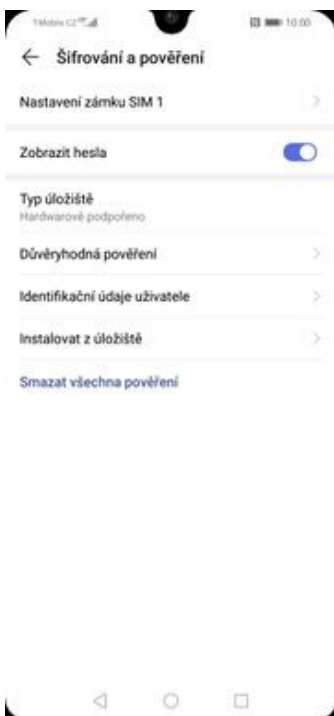 T-Mobile CZ 10:00
Šifrování a pověření
Nastavení zámku SIM 1
Zobrazit hesla
Typ úložiště
Hardwarově podpořeno
Důvěryhodná pověření
Identifikační údaje uživatele
Instalovat z úložiště
Smazat všechna pověření